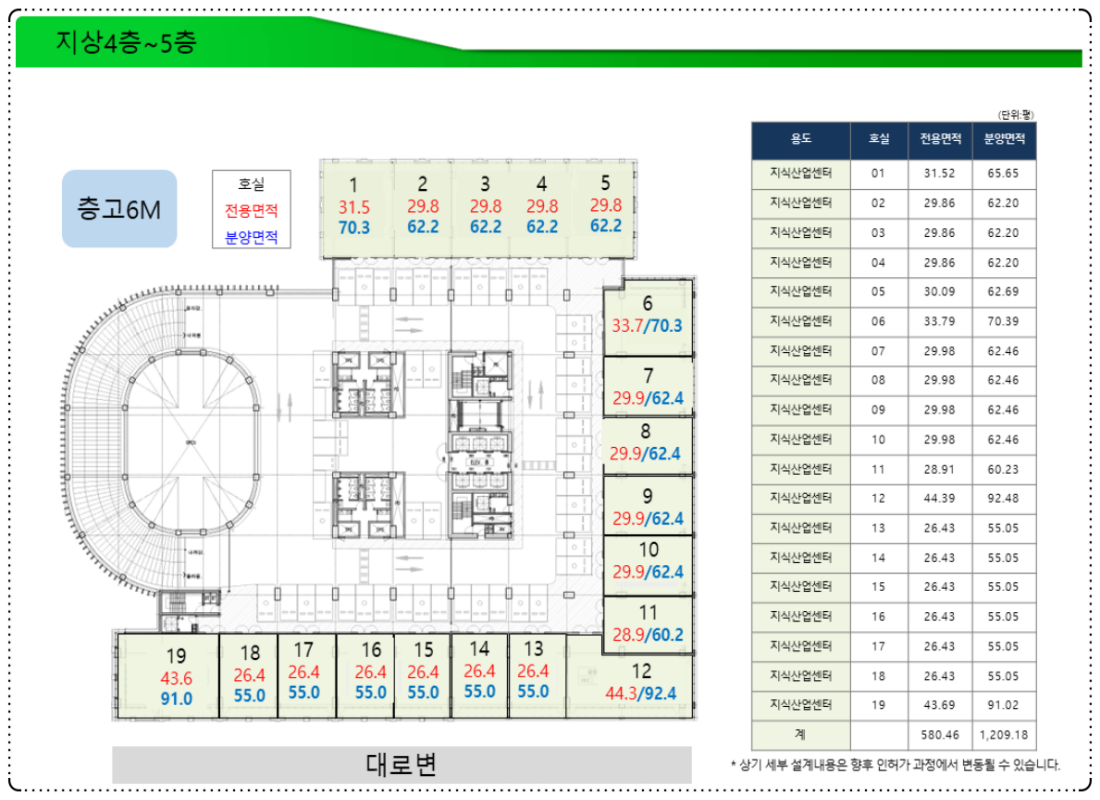 지상4층~5층
층고6M
호실
전용면적
분양면적
1
31.5
70.3
2
29.8
62.2
3
29.8
62.2
4
29.8
62.2
5
29.8
62.2
6
33.7/70.3
7
29.9/62.4
8
29.9/62.4
9
29.9/62.4
10
29.9/62.4
11
28.9/60.2
12
44.3/92.4
19
43.6
91.0
18
26.4
55.0
17
26.4
55.0
16
26.4
55.0
15
26.4
55.0
14
26.4
55.0
13
26.4
55.0
대로변
(단위:평)
용도 호실 전용면적 분양면적
지식산업센터 01 31.52 65.65
지식산업센터 02 29.86 62.20
지식산업센터 03 29.86 62.20
지식산업센터 04 29.86 62.20
지식산업센터 05 30.09 62.69
지식산업센터 06 33.79 70.39
지식산업센터 07 29.98 62.46
지식산업센터 08 29.98 62.46
지식산업센터 09 29.98 62.46
지식산업센터 10 29.98 62.46
지식산업센터 11 28.91 60.23
지식산업센터 12 44.39 92.48
지식산업센터 13 26.43 55.05
지식산업센터 14 26.43 55.05
지식산업센터 15 26.43 55.05
지식산업센터 16 26.43 55.05
지식산업센터 17 26.43 55.05
지식산업센터 18 26.43 55.05
지식산업센터 19 43.69 91.02
계 580.46 1,209.18
* 상기 세부 설계내용은 향후 인허가 과정에서 변동될 수 있습니다.